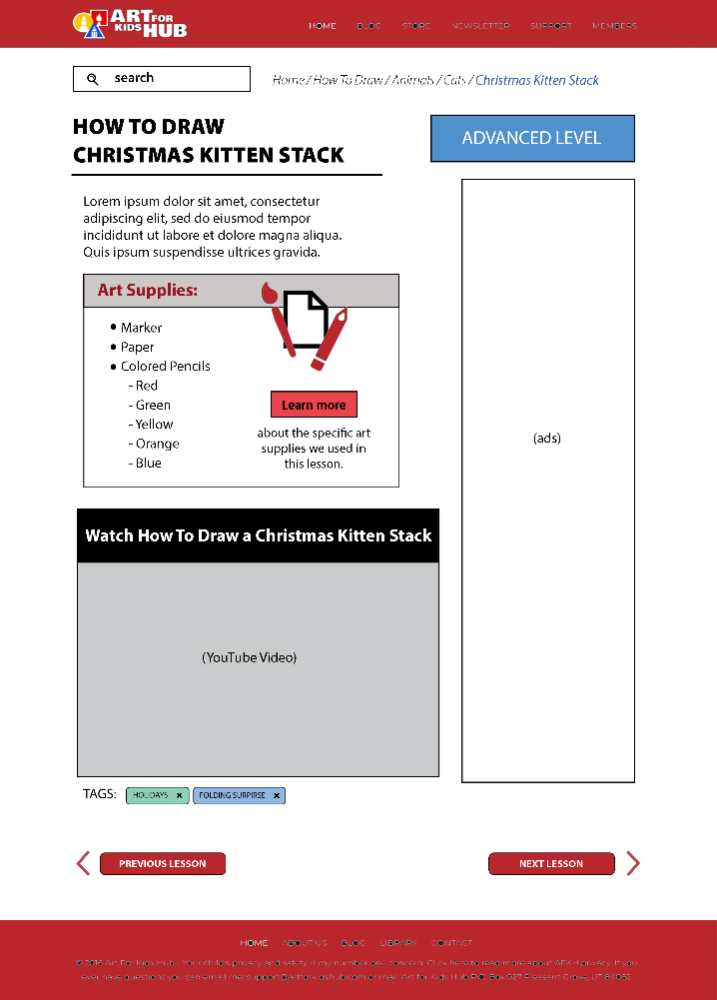 ART FOR
KIDS HUB
HOME BLOG STORE NEWSLETTER SUPPORT MEMBERS
search
Home / How To Draw / Animals / Cats / Christmas Kitten Stack
HOW TO DRAW
CHRISTMAS KITTEN STACK
ADVANCED LEVEL
Lorem ipsum dolor sit amet, consectetur
adipiscing elit, sed do eiusmod tempor
incididunt ut labore et dolore magna aliqua.
Quis ipsum suspendisse ultrices gravida.
Art Supplies:
• Marker
• Paper
• Colored Pencils
- Red
- Green
- Yellow
- Orange
- Blue
Learn more
about the specific art
supplies we used in
this lesson.
(ads)
Watch How To Draw a Christmas Kitten Stack
(YouTube Video)
TAGS: HOLIDAYS x FOLDING SURPIRSE x
PREVIOUS LESSON
NEXT LESSON
HOME ABOUT US BLOG LIBRARY CONTACT
© 2016 Art For Kids Hub - Your child's privacy and safety is my number one concern. Click here to read more about AFKH privacy. If you
ever have questions you can email me: support@artforkidshub.com or mail: Art for Kids Hub P.O. Box 927 Pleasant Grove, UT 84062